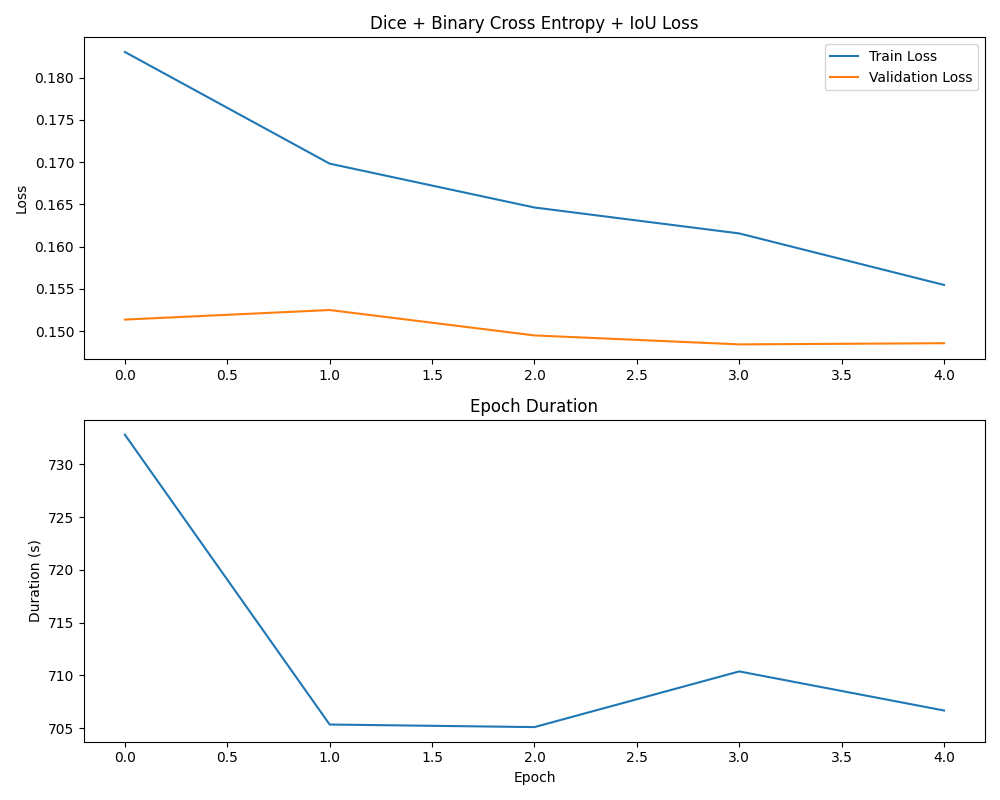 Dice + Binary Cross Entropy + IoU Loss
Train Loss
Validation Loss
Loss
0.180
0.175
0.170
0.165
0.160
0.155
0.150
0.0 0.5 1.0 1.5 2.0 2.5 3.0 3.5 4.0
Epoch Duration
Duration (s)
730
725
720
715
710
705
0.0 0.5 1.0 1.5 2.0 2.5 3.0 3.5 4.0
Epoch